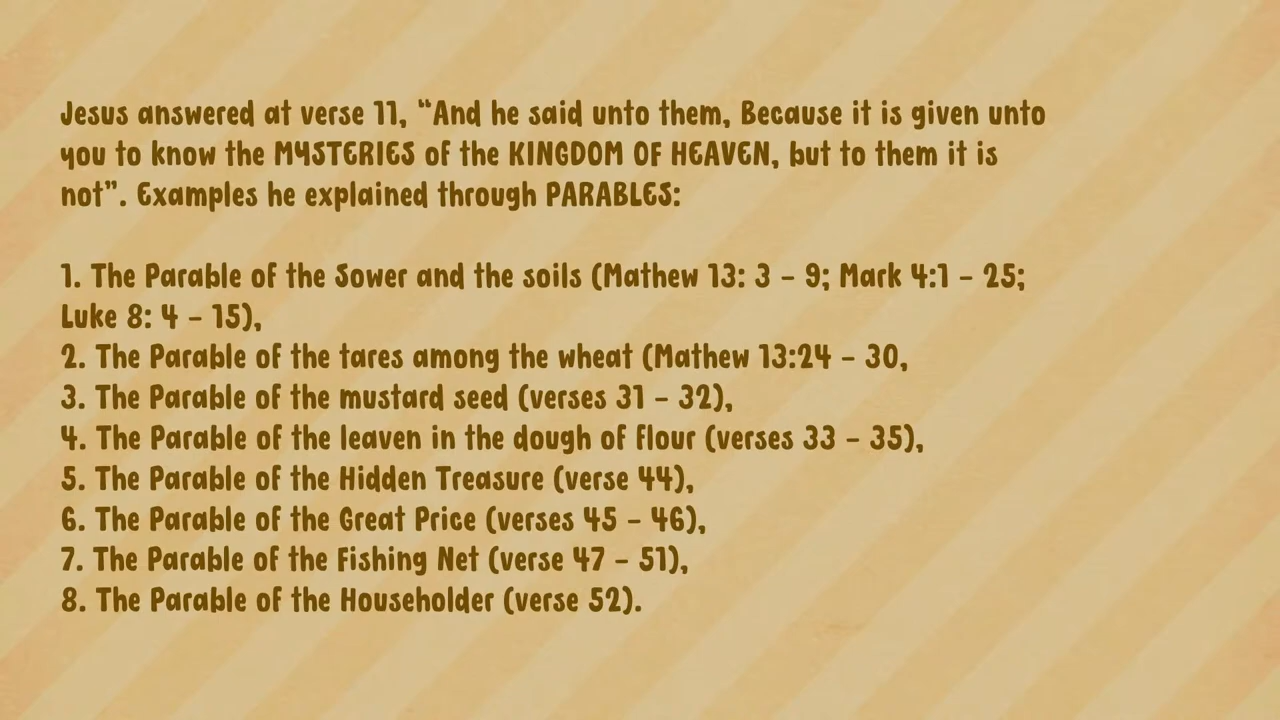 Jesus answered at verse 11, “And he said unto them, Because it is given unto
you to know the MYSTERIES of the KINGDOM OF HEAVEN, but to them it is
not”. Examples he explained through PARABLES:
1. The Parable of the Sower and the soils (Mathew 13: 3 – 9; Mark 4:1 – 25;
Luke 8: 4 – 15),
2. The Parable of the tares among the wheat (Mathew 13:24 – 30,
3. The Parable of the mustard seed (verses 31 – 32),
4. The Parable of the leaven in the dough of flour (verses 33 – 35),
5. The Parable of the Hidden Treasure (verse 44),
6. The Parable of the Great Price (verses 45 – 46),
7. The Parable of the Fishing Net (verse 47 – 51),
8. The Parable of the Householder (verse 52).